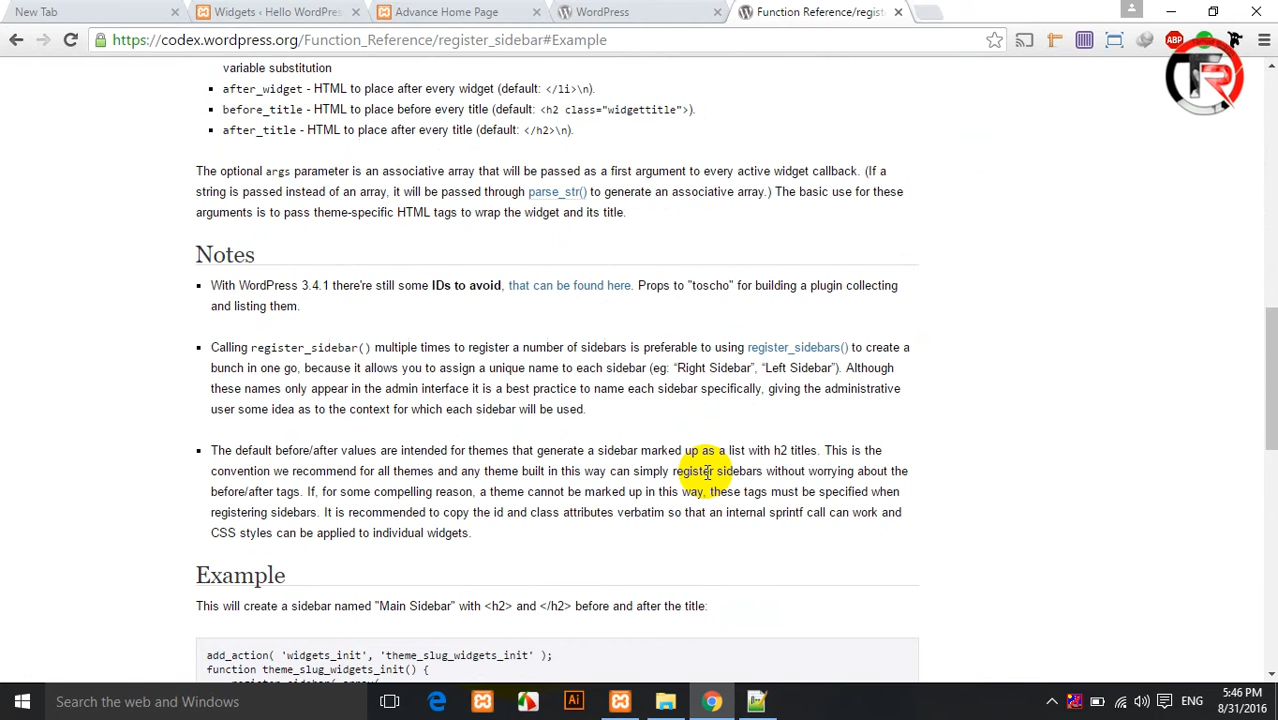 New Tab
Widgets ‹ Hello WordPres
Advance Home Page
WordPress
Function Reference/regist
https://codex.wordpress.org/Function_Reference/register_sidebar#Example
ABP
TR
variable substitution
after_widget - HTML to place after every widget (default: </li>\n).
before_title - HTML to place before every title (default: <h2 class="widgettitle">).
after_title - HTML to place after every title (default: </h2>\n).
The optional args parameter is an associative array that will be passed as a first argument to every active widget callback. (If a
string is passed instead of an array, it will be passed through parse_str() to generate an associative array.) The basic use for these
arguments is to pass theme-specific HTML tags to wrap the widget and its title.
Notes
With WordPress 3.4.1 there're still some IDs to avoid, that can be found here. Props to "toscho" for building a plugin collecting
and listing them.
Calling register_sidebar() multiple times to register a number of sidebars is preferable to using register_sidebars() to create a
bunch in one go, because it allows you to assign a unique name to each sidebar (eg: “Right Sidebar”, “Left Sidebar”). Although
these names only appear in the admin interface it is a best practice to name each sidebar specifically, giving the administrative
user some idea as to the context for which each sidebar will be used.
The default before/after values are intended for themes that generate a sidebar marked up as a list with h2 titles. This is the
convention we recommend for all themes and any theme built in this way can simply register sidebars without worrying about the
before/after tags. If, for some compelling reason, a theme cannot be marked up in this way, these tags must be specified when
registering sidebars. It is recommended to copy the id and class attributes verbatim so that an internal sprintf call can work and
CSS styles can be applied to individual widgets.
Example
This will create a sidebar named "Main Sidebar" with <h2> and </h2> before and after the title:
add_action( 'widgets_init', 'theme_slug_widgets_init' );
function theme_slug_widgets_init() {
register_sidebar( array(
Search the web and Windows
Ai
ENG
5:46 PM
8/31/2016